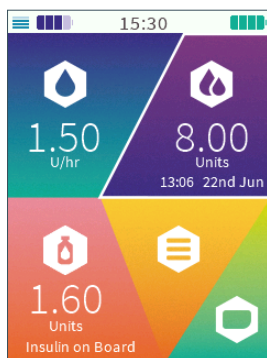 15:30
1.50
U/hr
8.00
Units
13:06 22nd Jun
1.60
Units
Insulin on Board